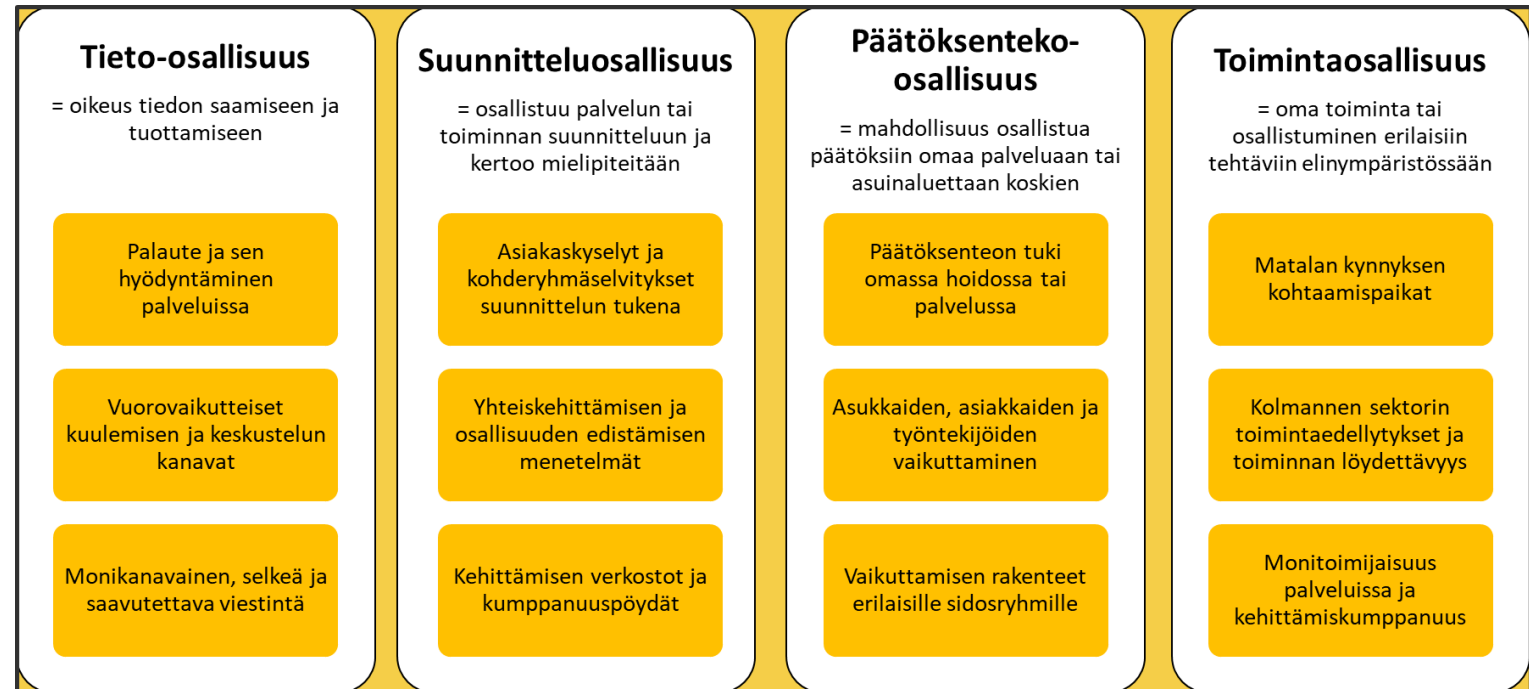 Tieto-osallisuus
= oikeus tiedon saamiseen ja
tuottamiseen
Palaute ja sen
hyödyntäminen
palveluissa
Vuorovaikutteiset
kuulemisen ja keskustelun
kanavat
Monikanavainen, selkeä ja
saavutettava viestintä
Suunnitteluosallisuus
= osallistuu palvelun tai
toiminnan suunnitteluun ja
kertoo mielipiteitään
Asiakaskyselyt ja
kohderyhmäselvitykset
suunnittelun tukena
Yhteiskehittämisen ja
osallisuuden edistämisen
menetelmät
Kehittämisen verkostot ja
kumppanuuspöydät
Päätöksenteko-
osallisuus
= mahdollisuus osallistua
päätöksiin omaa palveluaan tai
asuinaluettaan koskien
Päätöksenteon tuki
omassa hoidossa tai
palvelussa
Asukkaiden, asiakkaiden ja
työntekijöiden
vaikuttaminen
Vaikuttamisen rakenteet
erilaisille sidosryhmille
Toimintaosallisuus
= oma toiminta tai
osallistuminen erilaisiin
tehtäviin elinympäristössään
Matalan kynnyksen
kohtaamispaikat
Kolmannen sektorin
toimintaedellytykset ja
toiminnan löydettävyys
Monitoimijaisuus
palveluissa ja
kehittämiskumppanuus